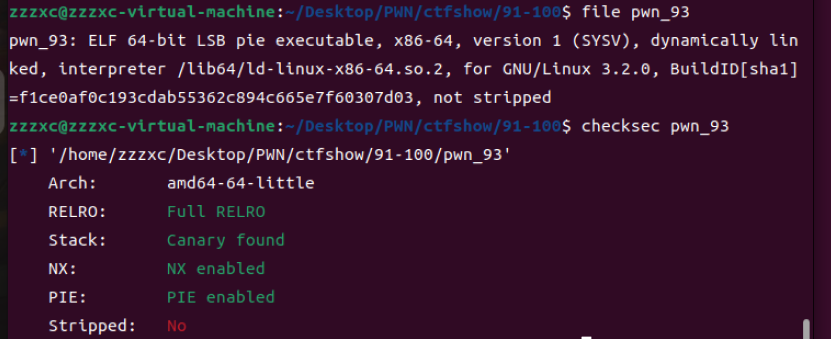 zzzxc@zzzxc-virtual-machine:~/Desktop/PWN/ctfshow/91-100$ file pwn_93
pwn_93: ELF 64-bit LSB pie executable, x86-64, version 1 (SYSV), dynamically lin
ked, interpreter /lib64/ld-linux-x86-64.so.2, for GNU/Linux 3.2.0, BuildID[sha1]
=f1ce0af0c193cdab55362c894c665e7f60307d03, not stripped
zzzxc@zzzxc-virtual-machine:~/Desktop/PWN/ctfshow/91-100$ checksec pwn_93
[*] '/home/zzzxc/Desktop/PWN/ctfshow/91-100/pwn_93'
    Arch:       amd64-64-little
    RELRO:      Full RELRO
    Stack:      Canary found
    NX:         NX enabled
    PIE:        PIE enabled
    Stripped:   No